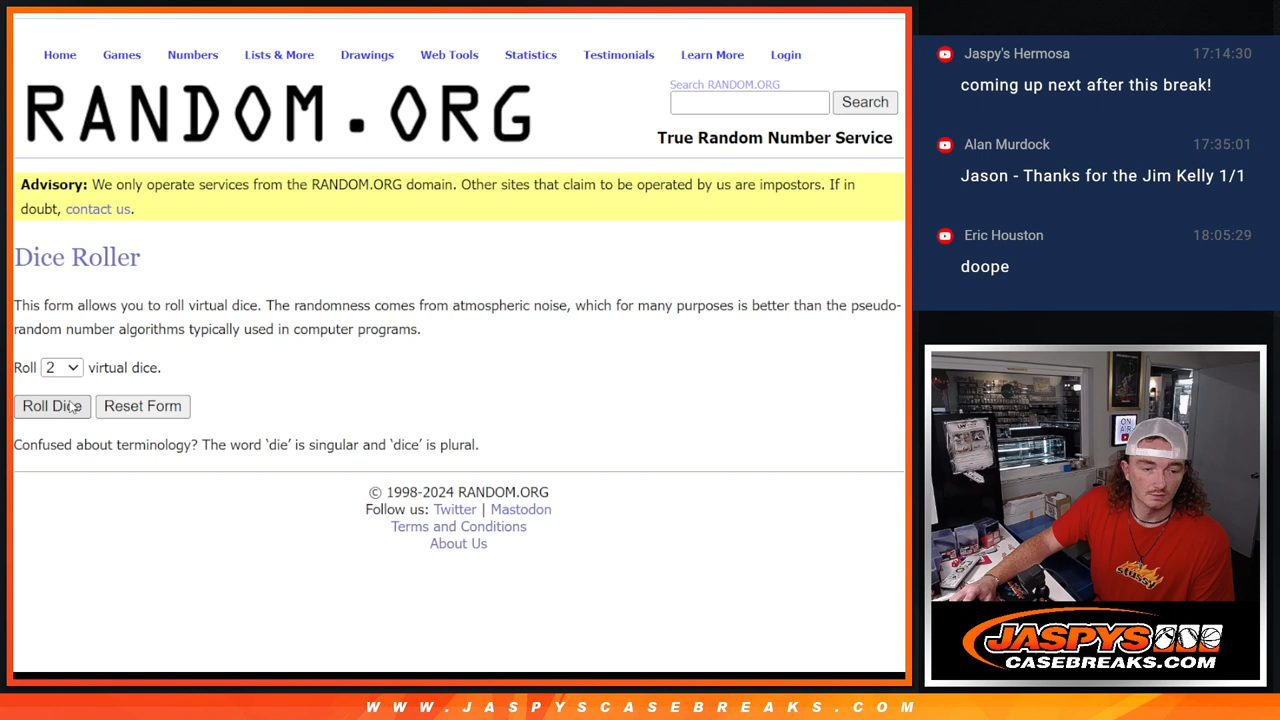 Home Games Numbers Lists & More Drawings Web Tools Statistics Testimonials Learn More Login
RANDOM.ORG
Search RANDOM.ORG
Search
True Random Number Service
Advisory: We only operate services from the RANDOM.ORG domain. Other sites that claim to be operated by us are impostors. If in
doubt, contact us.
Dice Roller
This form allows you to roll virtual dice. The randomness comes from atmospheric noise, which for many purposes is better than the pseudo-
random number algorithms typically used in computer programs.
Roll 2 virtual dice.
Roll Dice Reset Form
Confused about terminology? The word ‘die’ is singular and ‘dice’ is plural.
© 1998-2024 RANDOM.ORG
Follow us: Twitter | Mastodon
Terms and Conditions
About Us
Jaspy's Hermosa 17:14:30
coming up next after this break!
Alan Murdock 17:35:01
Jason - Thanks for the Jim Kelly 1/1
Eric Houston 18:05:29
doope
ON
AIR
STUSSY
JASPYS
CASEBREAKS.COM
WWW.JASPYSCASEBREAKS.COM